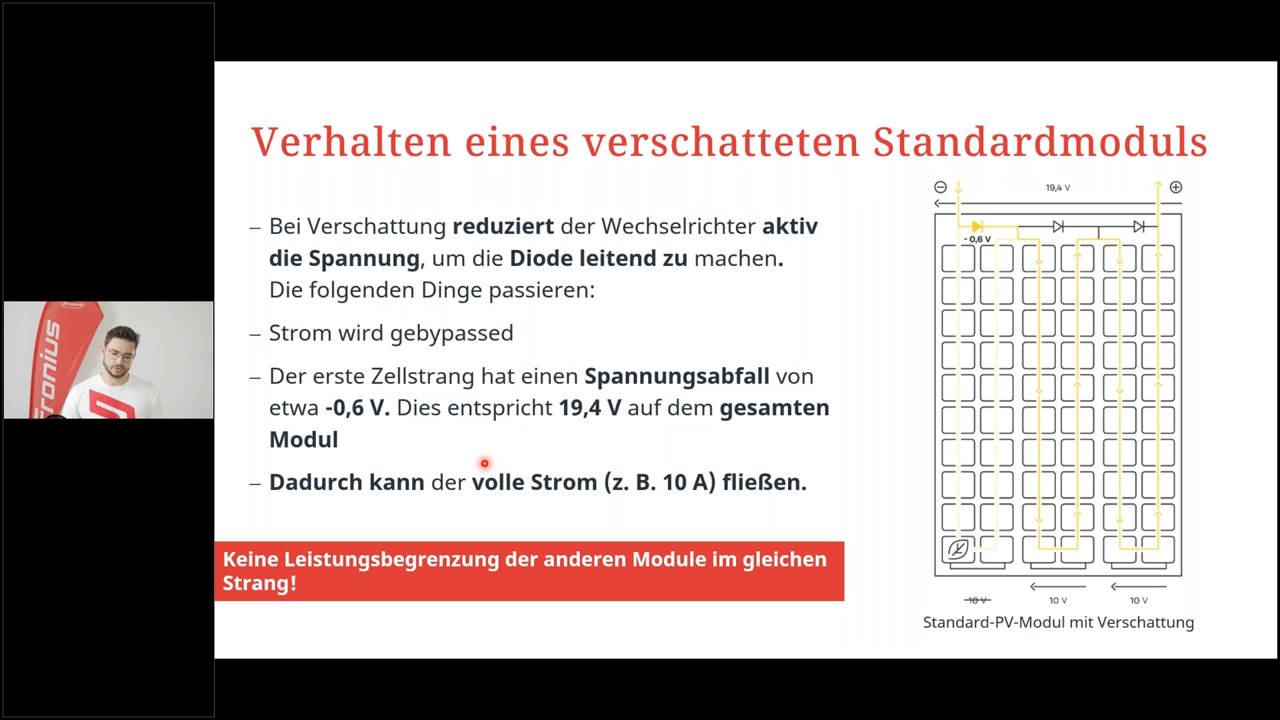 Verhalten eines verschatteten Standardmoduls
– Bei Verschattung reduziert der Wechselrichter aktiv
die Spannung, um die Diode leitend zu machen.
Die folgenden Dinge passieren:
– Strom wird gebypassed
– Der erste Zellstrang hat einen Spannungsabfall von
etwa -0,6 V. Dies entspricht 19,4 V auf dem gesamten
Modul
– Dadurch kann der volle Strom (z. B. 10 A) fließen.
Keine Leistungsbegrenzung der anderen Module im gleichen
Strang!
19,4 V
- 0,6 V
10 V 10 V 10 V
Standard-PV-Modul mit Verschattung
Fronius
fronius